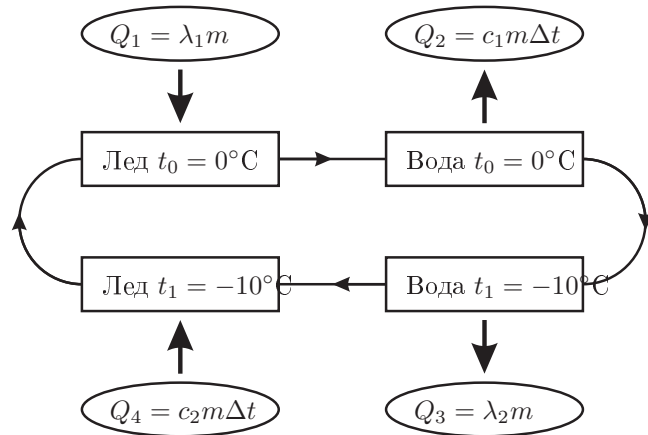 Q₁ = λ₁m
Q₂ = c₁mΔt
Лед t₀ = 0°C
Вода t₀ = 0°C
Лед t₁ = −10°C
Вода t₁ = −10°C
Q₄ = c₂mΔt
Q₃ = λ₂m